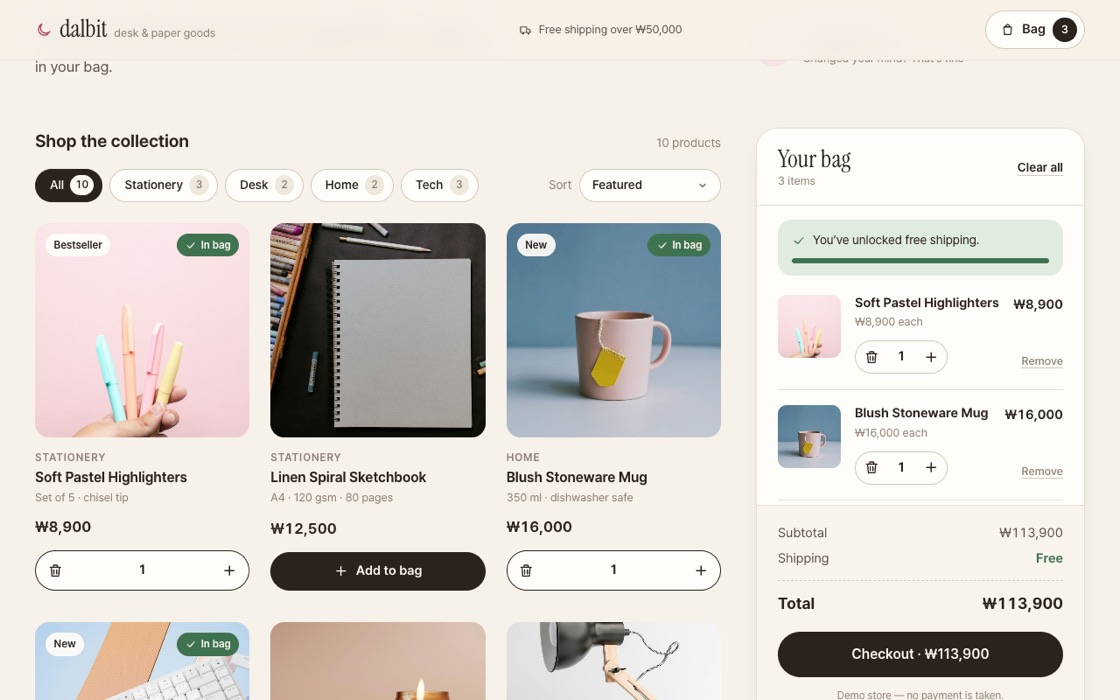 dalbit desk & paper goods
Free shipping over ₩50,000
Bag 3
in your bag.
Changed your mind? That's fine
Shop the collection
10 products
All 10
Stationery 3
Desk 2
Home 2
Tech 3
Sort Featured
Bestseller
In bag
New
In bag
STATIONERY
Soft Pastel Highlighters
Set of 5 · chisel tip
₩8,900
1
STATIONERY
Linen Spiral Sketchbook
A4 · 120 gsm · 80 pages
₩12,500
Add to bag
HOME
Blush Stoneware Mug
350 ml · dishwasher safe
₩16,000
1
New
In bag
Your bag
3 items
Clear all
You've unlocked free shipping.
Soft Pastel Highlighters ₩8,900
₩8,900 each
1
Remove
Blush Stoneware Mug ₩16,000
₩16,000 each
1
Remove
Subtotal ₩113,900
Shipping Free
Total ₩113,900
Checkout · ₩113,900
Demo store — no payment is taken.